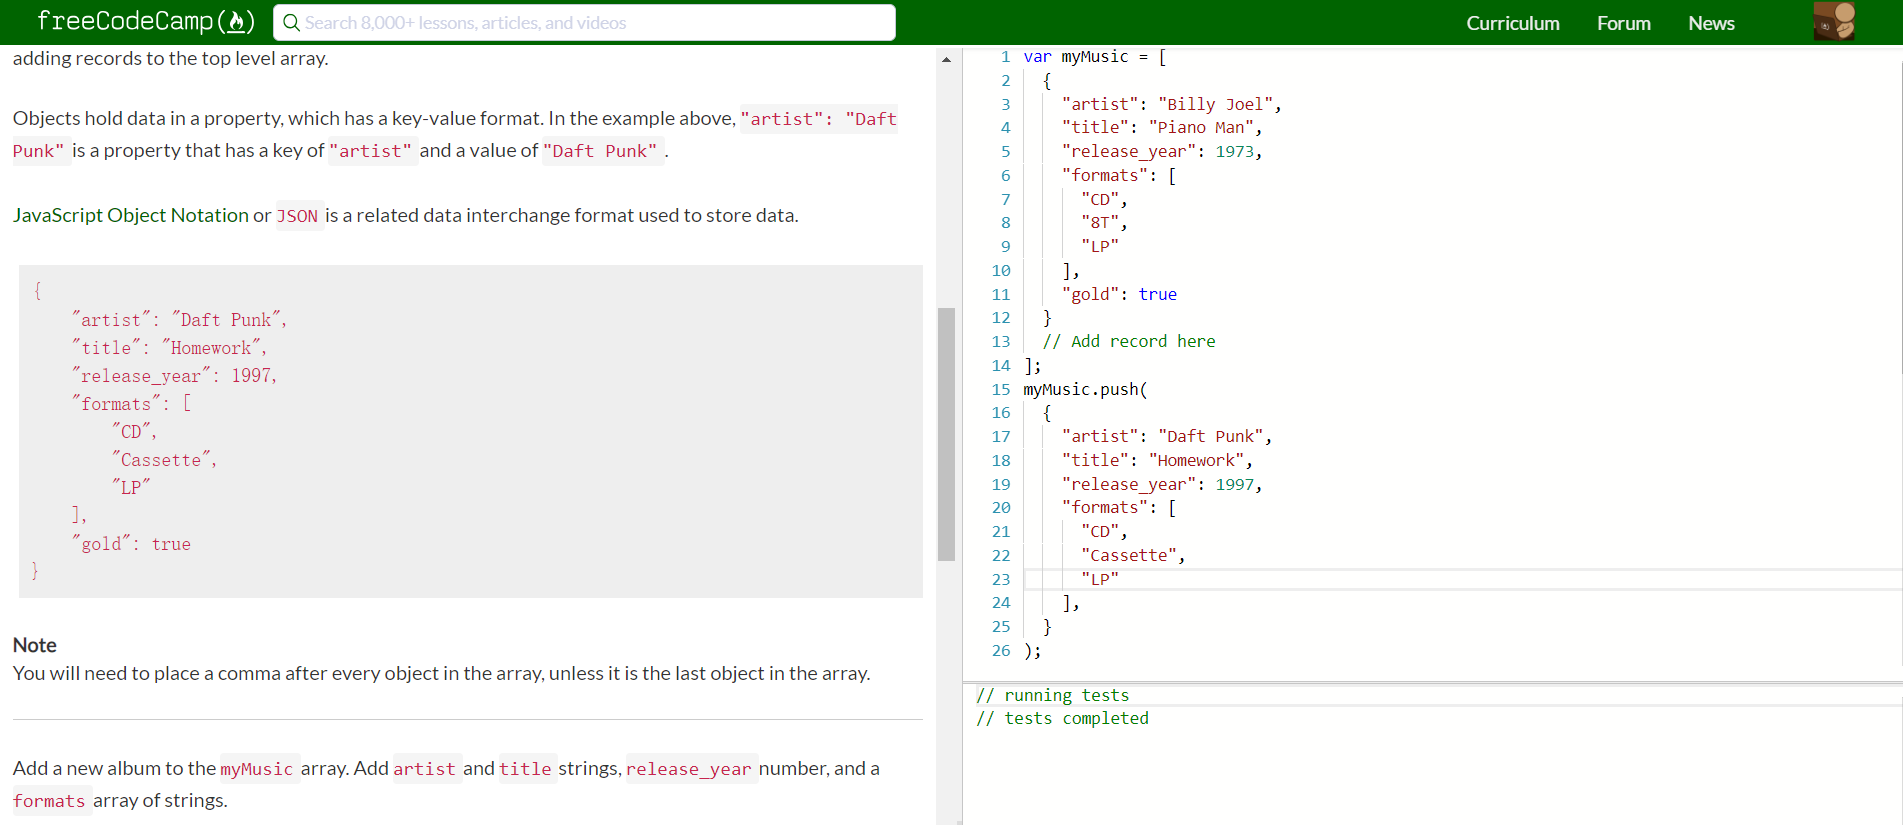 freeCodeCamp(🔥)
Search 8,000+ lessons, articles, and videos
Curriculum Forum News
adding records to the top level array.
Objects hold data in a property, which has a key-value format. In the example above, "artist": "Daft
Punk" is a property that has a key of "artist" and a value of "Daft Punk" .
JavaScript Object Notation or JSON is a related data interchange format used to store data.
{
"artist": "Daft Punk",
"title": "Homework",
"release_year": 1997,
"formats": [
"CD",
"Cassette",
"LP"
],
"gold": true
}
Note
You will need to place a comma after every object in the array, unless it is the last object in the array.
Add a new album to the myMusic array. Add artist and title strings, release_year number, and a
formats array of strings.
1 var myMusic = [
2 {
3 "artist": "Billy Joel",
4 "title": "Piano Man",
5 "release_year": 1973,
6 "formats": [
7 "CD",
8 "8T",
9 "LP"
10 ],
11 "gold": true
12 }
13 // Add record here
14 ];
15 myMusic.push(
16 {
17 "artist": "Daft Punk",
18 "title": "Homework",
19 "release_year": 1997,
20 "formats": [
21 "CD",
22 "Cassette",
23 "LP"
24 ],
25 }
26 );
// running tests
// tests completed